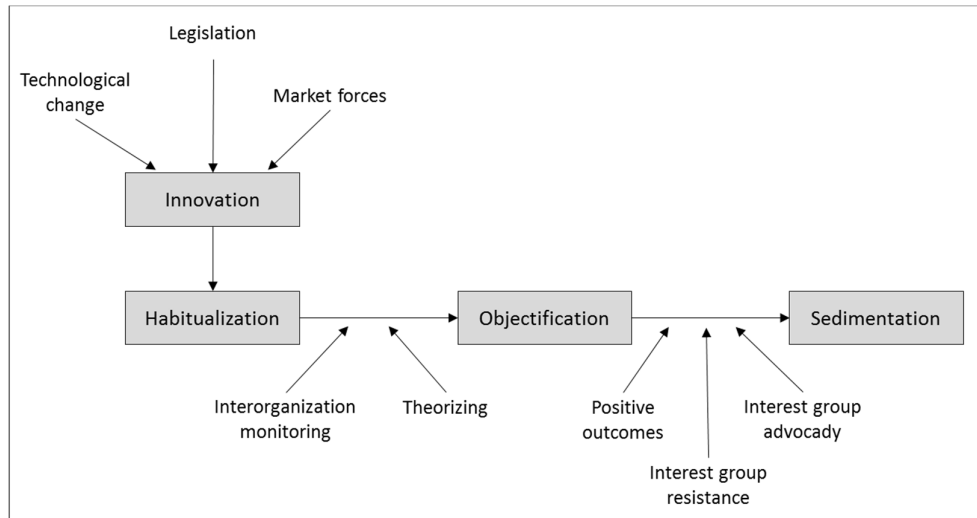 Legislation
Technological
change
Market forces
Innovation
Habitualization
Objectification
Sedimentation
Interorganization
monitoring
Theorizing
Positive
outcomes
Interest group
advocady
Interest group
resistance